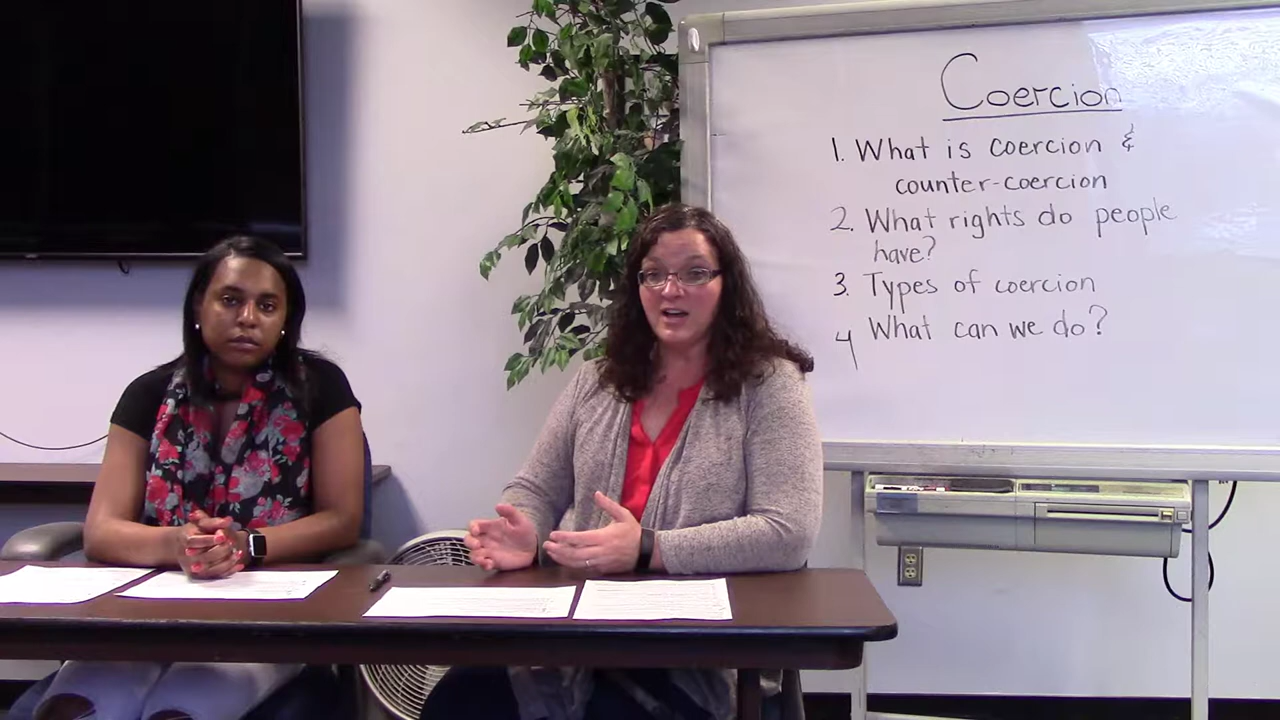 Coercion
1. What is coercion &
counter-coercion
2. What rights do people
have?
3. Types of coercion
4 What can we do?